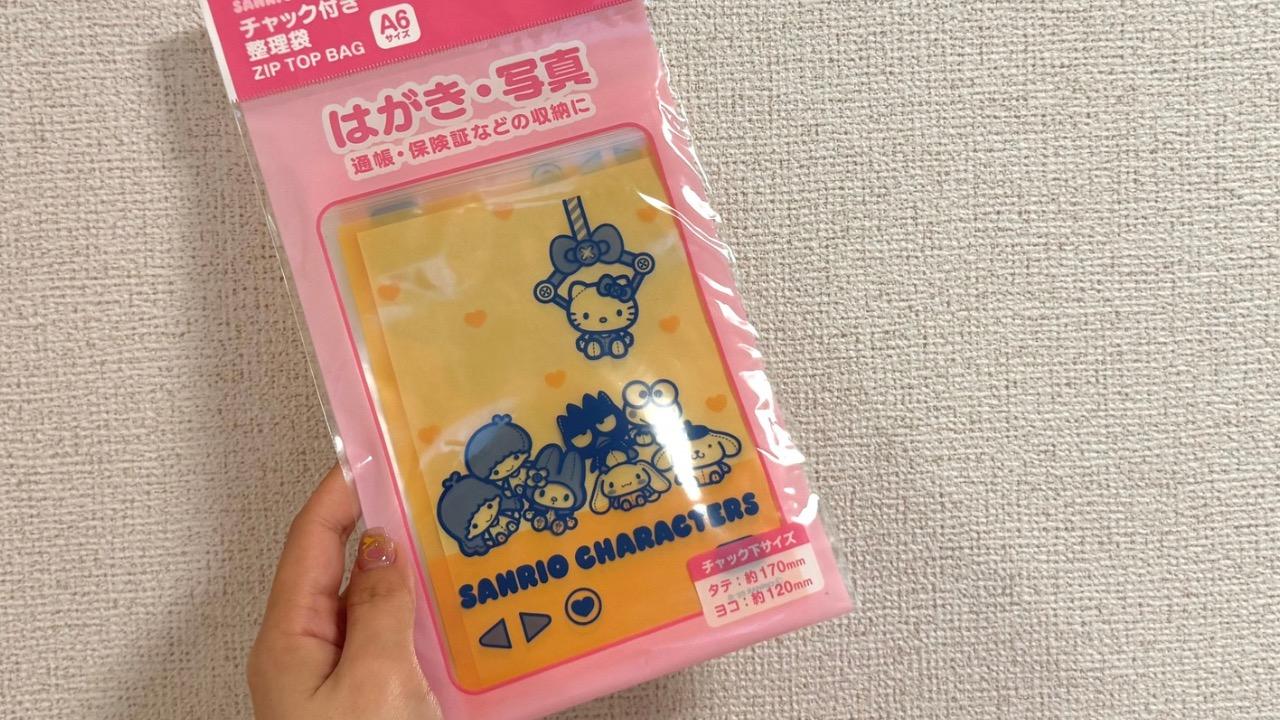 チャック付き
整理袋
ZIP TOP BAG
A6
サイズ
はがき・写真
通帳・保険証などの収納に
SANRIO CHARACTERS
チャック下サイズ
タテ:約170mm
ヨコ:約120mm